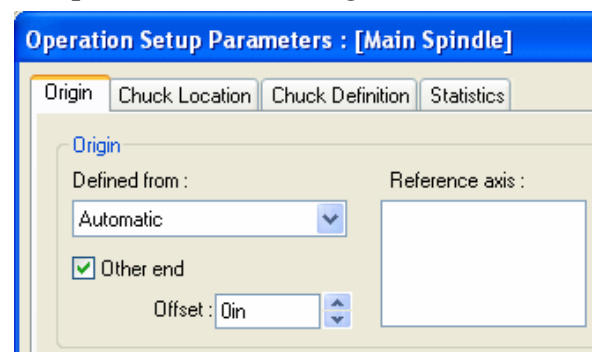 Operation Setup Parameters : [Main Spindle]
Origin Chuck Location Chuck Definition Statistics
Origin
Defined from : Reference axis :
Automatic
Other end
Offset : 0in